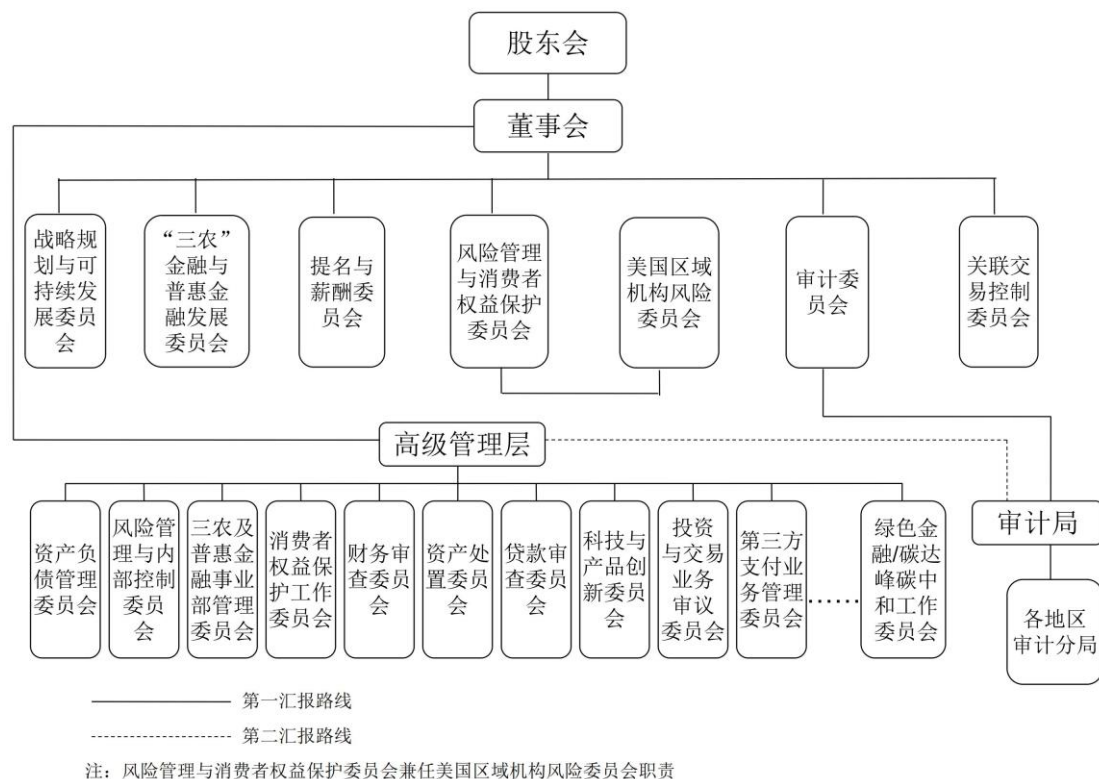 股东会
董事会
战略规
划与可
持续发
展委员
会
“三农”
金融与
普惠金
融发展
委员会
提名与
薪酬委
员会
风险管理
与消费者
权益保护
委员会
美国区域
机构风险
委员会
审计委
员会
关联交
易控制
委员会
高级管理层
资产负
债管理
委员会
风险管
理与内
部控制
委员
会
三农及
普惠金
融事业
部管理
委员会
消费者
权益保
护工作
委员会
财务审
查委员
会
资产处
置委员
会
贷款审
查委员
会
科技与
产品创
新委员
会
投资
与交易
业务
审议
委员会
第三方
支付业
务管理
委员会
……
绿色金
融/碳达
峰碳中
和工作
委员会
审计局
各地区
审计分局
第一汇报路线
第二汇报路线
注：风险管理与消费者权益保护委员会兼任美国区域机构风险委员会职责